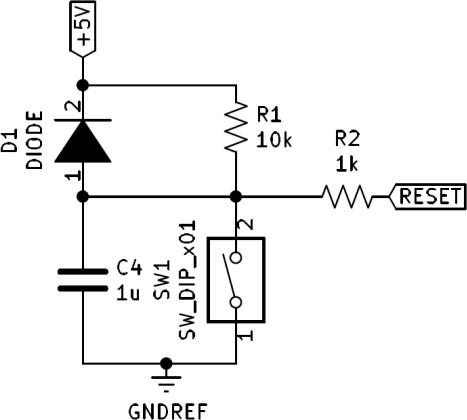 +5V
2
D1
DIODE
1
R1
10k
R2
1k
RESET
2
C4
1u
SW1
SW_DIP_x01
1
GNDREF